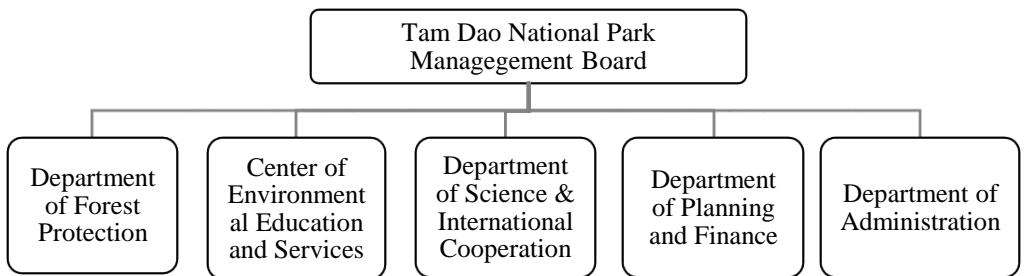 Tam Dao National Park
Managegement Board
Department
of Forest
Protection
Center of
Environment
al Education
and Services
Department
of Science &
International
Cooperation
Department
of Planning
and Finance
Department of
Administration